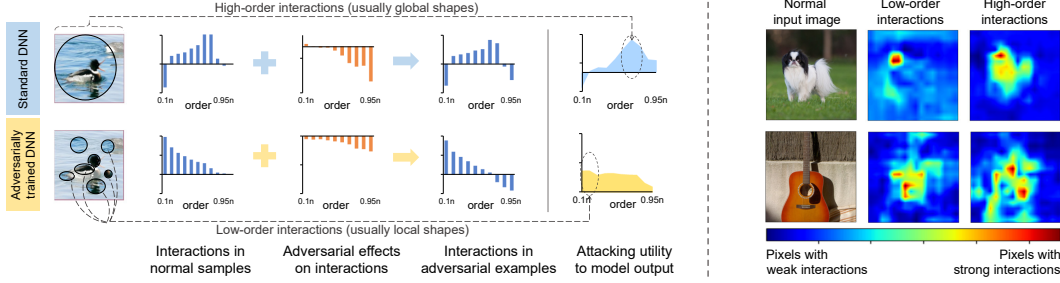 High-order interactions (usually global shapes)
Standard DNN
0.1n
order
0.95n
order
0.95n
0.1n
order
0.95n
0.1n
order
0.95n
Adversarially
trained DNN
0.1n
order
0.95n
order
0.95n
0.1n
order
0.95n
0.1n
order
0.95n
Low-order interactions (usually local shapes)
Interactions in
normal samples
Adversarial effects
on interactions
Interactions in
adversarial examples
Attacking utility
to model output
Normal
input image
Low-order
interactions
High-order
interactions
Pixels with
weak interactions
Pixels with
strong interactions